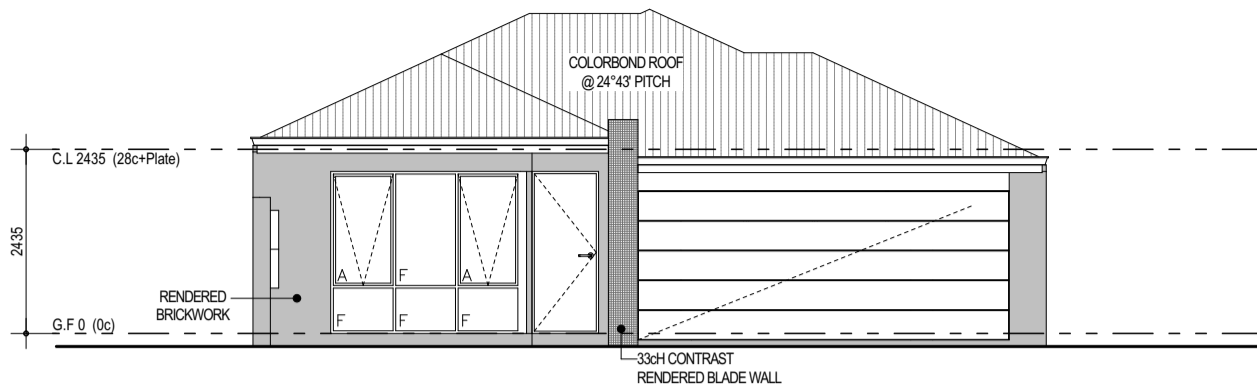 COLORBOND ROOF
@ 24°43' PITCH
C.L 2435 (28c+Plate)
2435
A
F
A
RENDERED
BRICKWORK
F
F
F
G.F 0 (0c)
33cH CONTRAST
RENDERED BLADE WALL